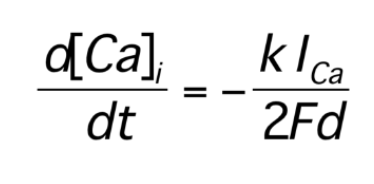 d[Ca]i/dt = - k ICa/2Fd